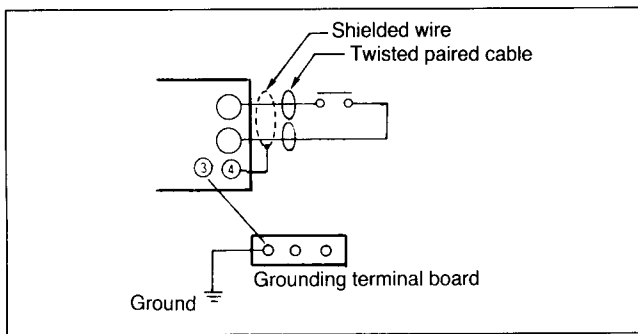 Shielded wire
Twisted paired cable
3 4
Grounding terminal board
Ground